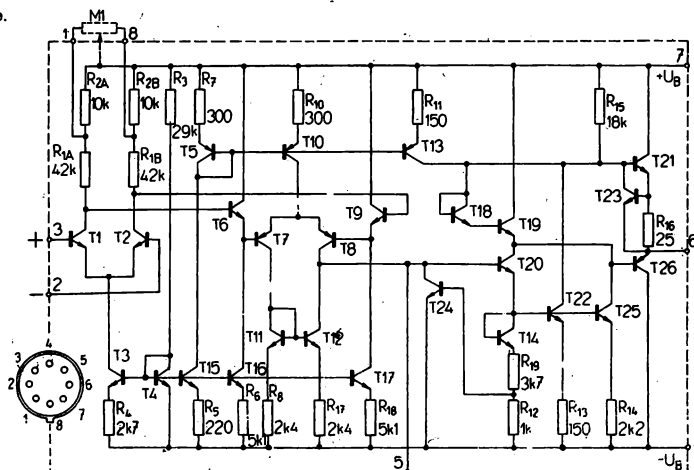 9.
M1
1 8
7
+U_B
R2A
10k
R2B
10k
R3
29k
R7
300
R10
300
R11
150
R15
18k
R1A
42k
R1B
42k
T5
T10
T13
T21
T23
R16
25
6
T6
T9
T18
T19
3
+
T1
T2
T7
T8
T20
T26
2
−
T24
T22
T25
T11
T12
T14
R19
3k7
T3
T4
T15
T16
T17
R4
2k7
R5
220
R6
5k1
R8
2k4
R17
2k4
R18
5k1
R12
1k
R13
150
R14
2k2
-U_B
5
4
3 5
2 6
1 7
8